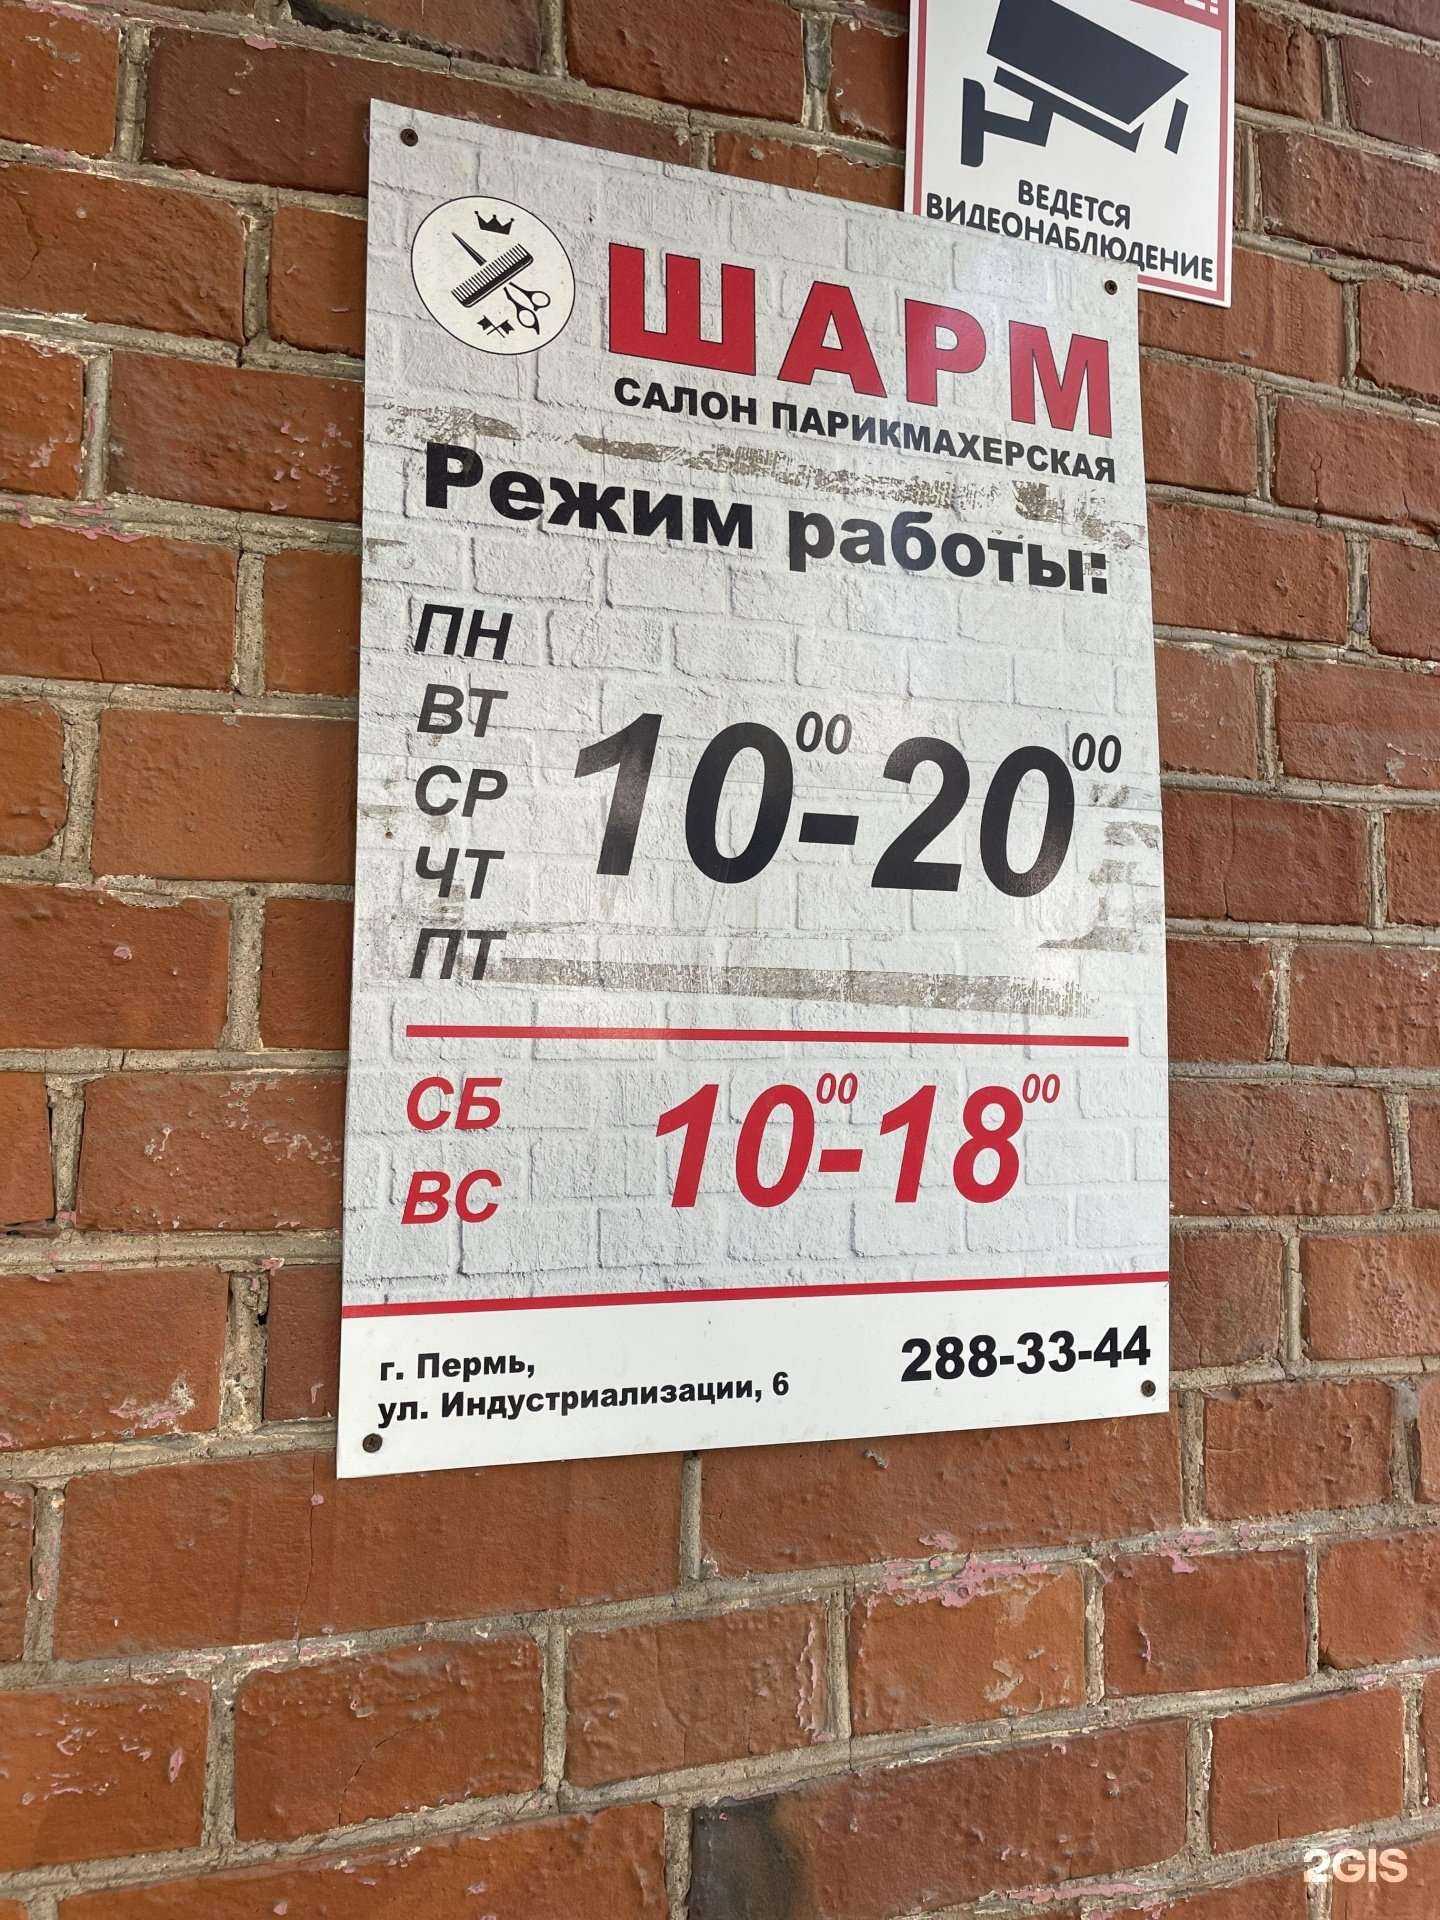 ВЕДЕТСЯ
ВИДЕОНАБЛЮДЕНИЕ
ШАРМ
САЛОН ПАРИКМАХЕРСКАЯ
Режим работы:
ПН
ВТ
СР
ЧТ
ПТ
10⁰⁰-20⁰⁰
СБ
ВС
10⁰⁰-18⁰⁰
г. Пермь,
ул. Индустриализации, 6
288-33-44
2GIS